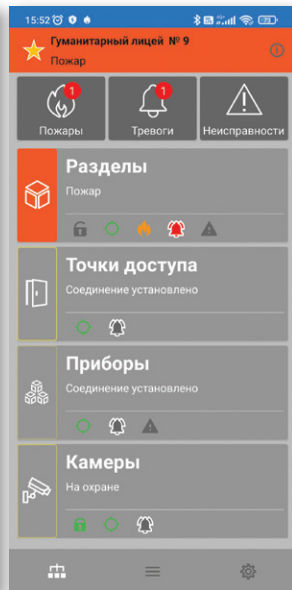 15:52
Гуманитарный лицей № 9
Пожар
1
1
Пожары
Тревоги
Неисправности
Разделы
Пожар
Точки доступа
Соединение установлено
Приборы
Соединение установлено
Камеры
На охране